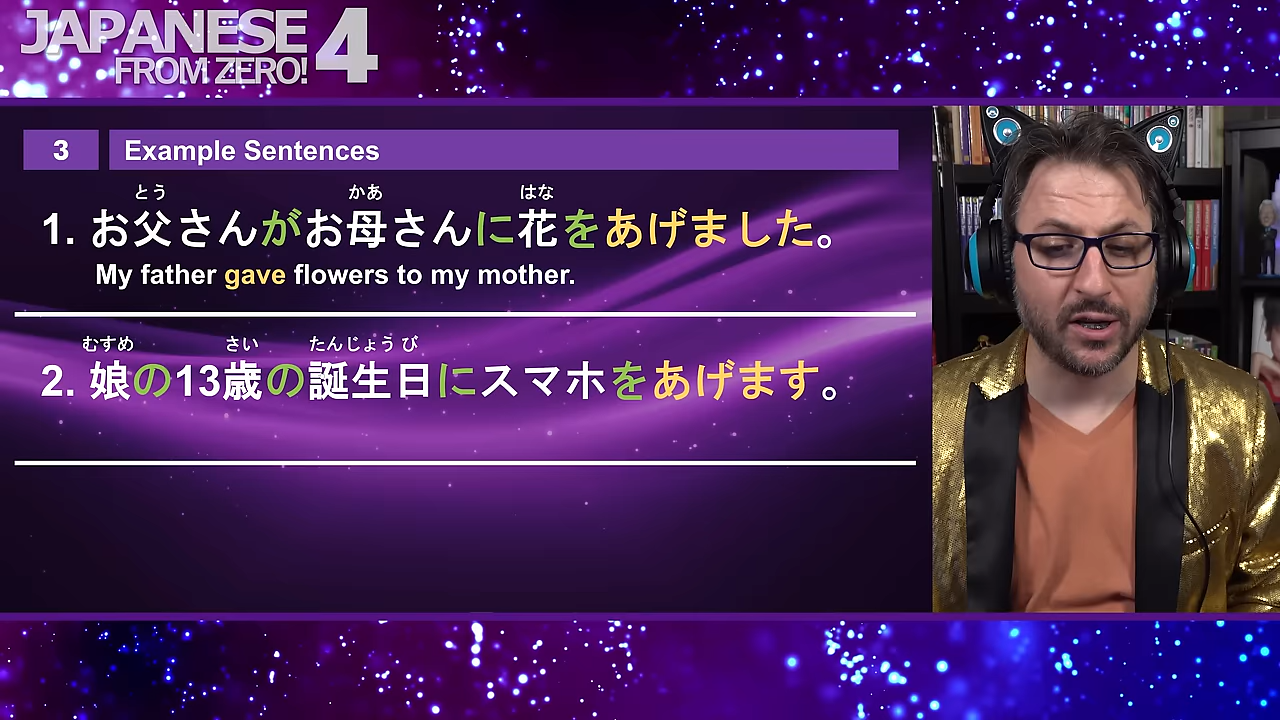 JAPANESE
FROM ZERO! 4
3 Example Sentences
とう かあ はな
1. お父さんがお母さんに花をあげました。
My father gave flowers to my mother.
むすめ さい たんじょう び
2. 娘の13歳の誕生日にスマホをあげます。